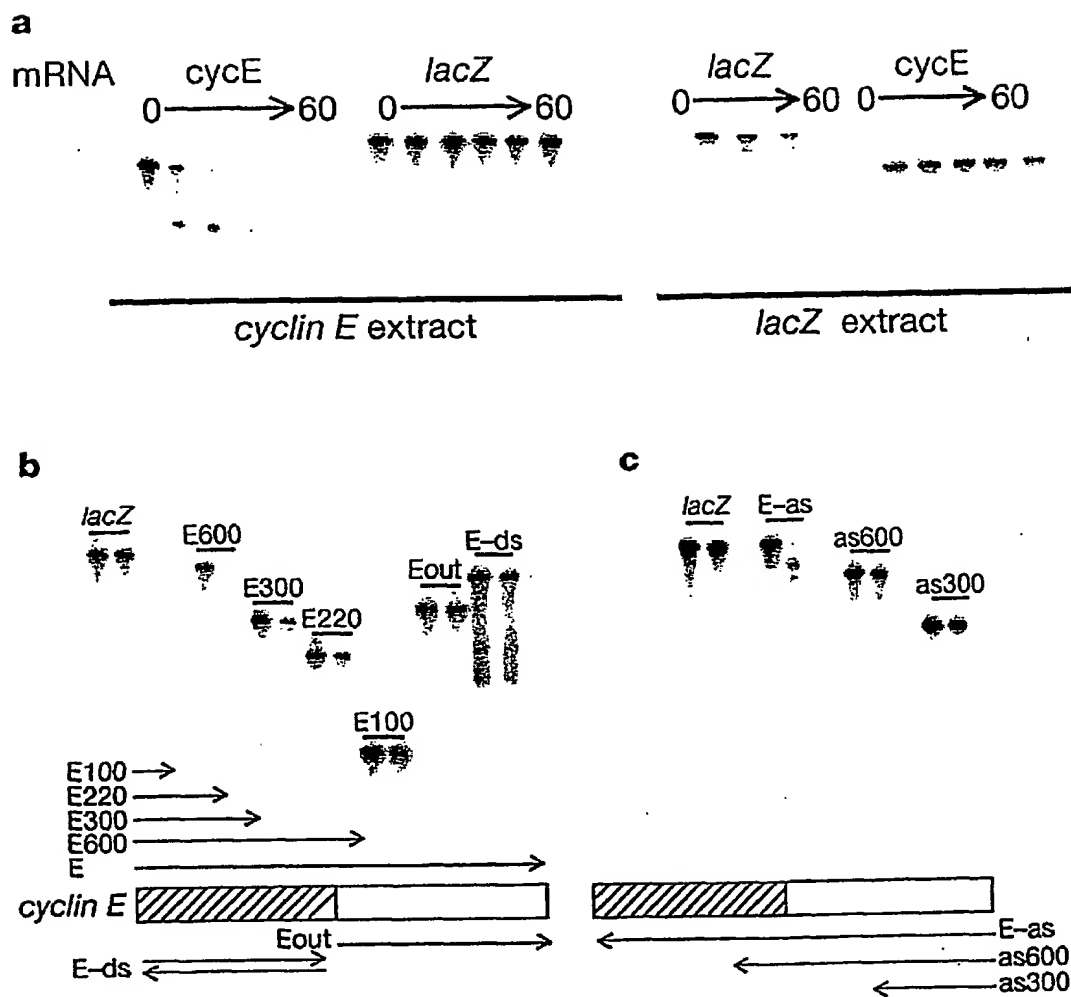 a
mRNA cycE lacZ lacZ cycE
0 60 0 60 0 60 0 60
cyclin E extract lacZ extract
b
lacZ E600 E300 E220 E100 Eout E-ds
E100
E220
E300
E600
E
cyclin E
Eout
E-ds
c
lacZ E-as as600 as300
E-as
as600
as300